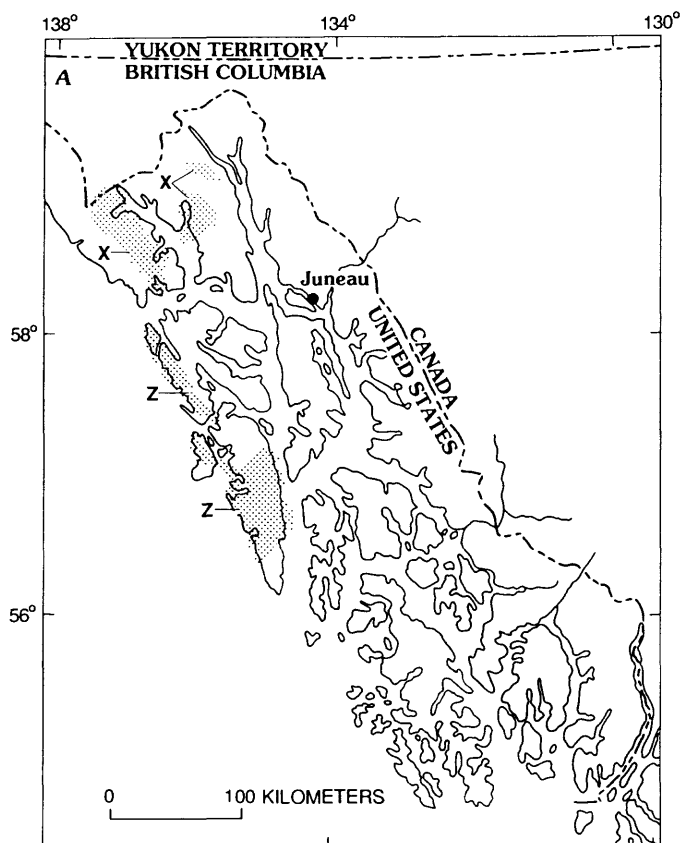 138°
134°
130°
YUKON TERRITORY
BRITISH COLUMBIA
A
X
X
Juneau
58°
CANADA
UNITED STATES
Z
Z
56°
0 100 KILOMETERS